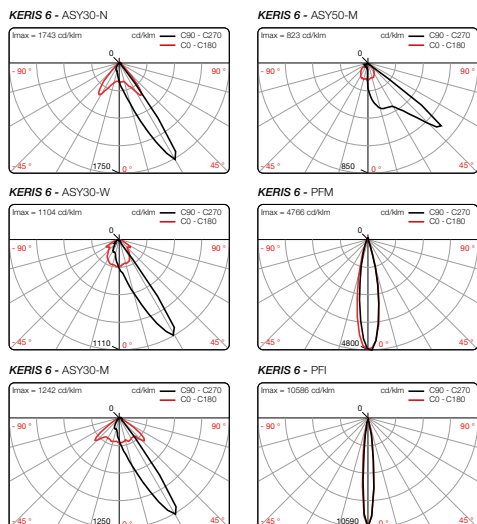 KERIS 6 - ASY30-N
Imax = 1743 cd/klm cd/klm C90 - C270
C0 - C180
0
- 90 ° 90 °
- 45 ° 1750 0 ° 45 °
KERIS 6 - ASY50-M
Imax = 823 cd/klm cd/klm C90 - C270
C0 - C180
0
- 90 ° 90 °
- 45 ° 850 0 ° 45 °
KERIS 6 - ASY30-W
Imax = 1104 cd/klm cd/klm C90 - C270
C0 - C180
0
- 90 ° 90 °
- 45 ° 1110 0 ° 45 °
KERIS 6 - PFM
Imax = 4766 cd/klm cd/klm C90 - C270
C0 - C180
0
- 90 ° 90 °
- 45 ° 4800 0 ° 45 °
KERIS 6 - ASY30-M
Imax = 1242 cd/klm cd/klm C90 - C270
C0 - C180
0
- 90 ° 90 °
- 45 ° 1250 0 ° 45 °
KERIS 6 - PFI
Imax = 10586 cd/klm cd/klm C90 - C270
C0 - C180
0
- 90 ° 90 °
- 45 ° 10590 0 ° 45 °